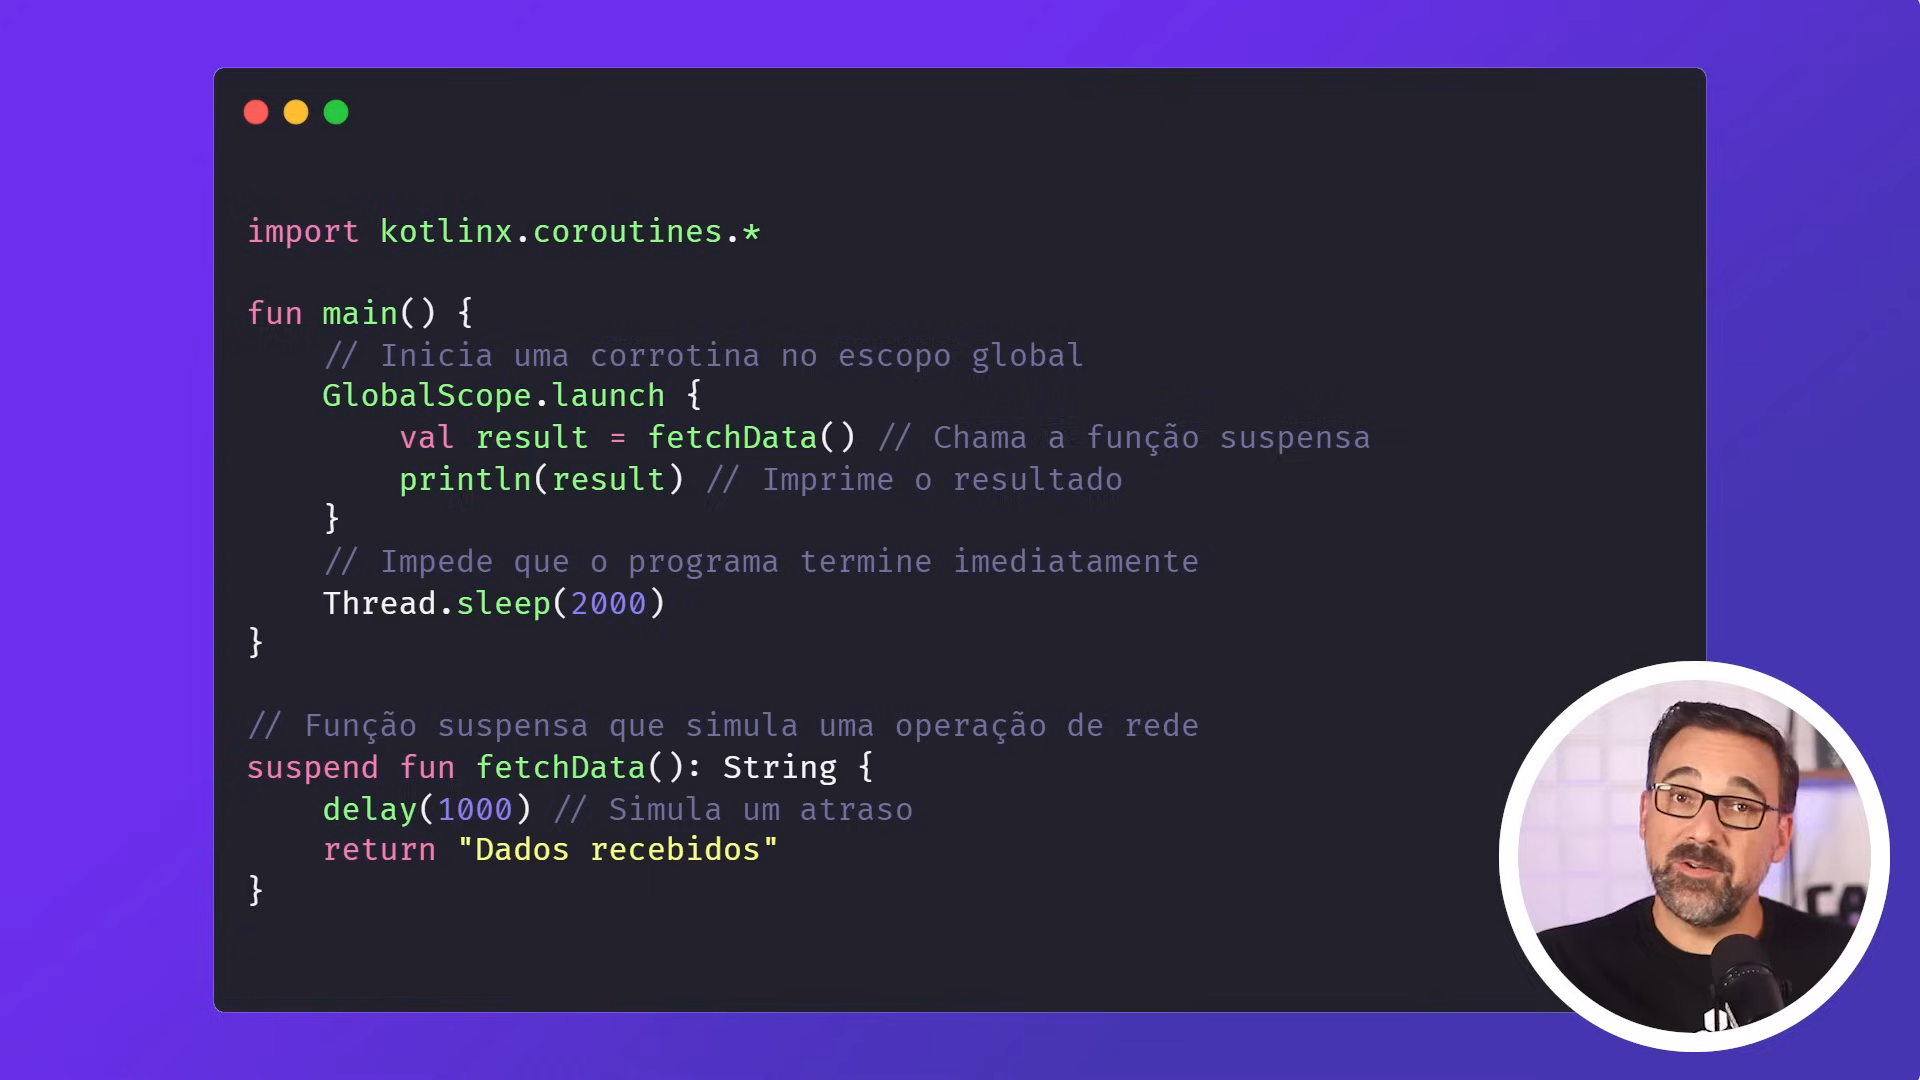 import kotlinx.coroutines.*
fun main() {
// Inicia uma corrotina no escopo global
GlobalScope.launch {
val result = fetchData() // Chama a função suspensa
println(result) // Imprime o resultado
}
// Impede que o programa termine imediatamente
Thread.sleep(2000)
}
// Função suspensa que simula uma operação de rede
suspend fun fetchData(): String {
delay(1000) // Simula um atraso
return "Dados recebidos"
}